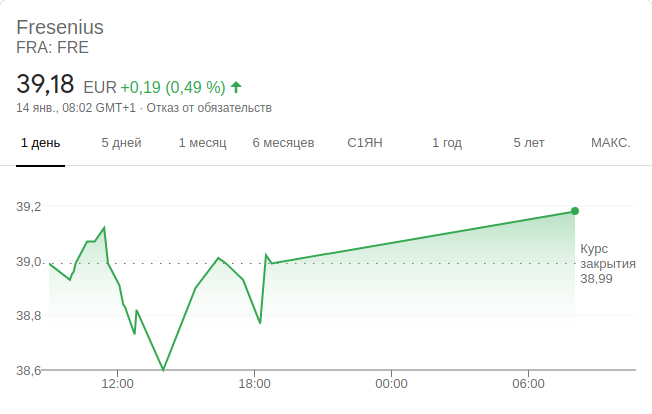 Fresenius
FRA: FRE
39,18 EUR +0,19 (0,49 %)
14 янв., 08:02 GMT+1 · Отказ от обязательств
1 день 5 дней 1 месяц 6 месяцев С1ЯН 1 год 5 лет МАКС.
39,2
39,0
38,8
38,6
Курс
закрытия
38,99
12:00 18:00 00:00 06:00